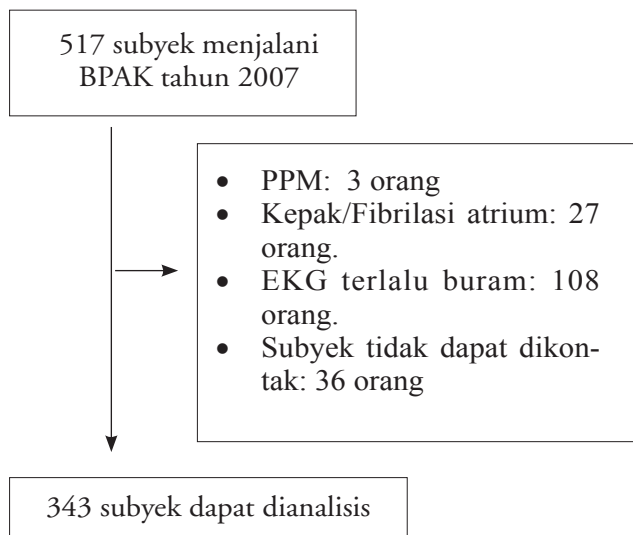 517 subyek menjalani
BPAK tahun 2007
• PPM: 3 orang
• Kepak/Fibrilasi atrium: 27
orang.
• EKG terlalu buram: 108
orang.
• Subyek tidak dapat dikon-
tak: 36 orang
343 subyek dapat dianalisis